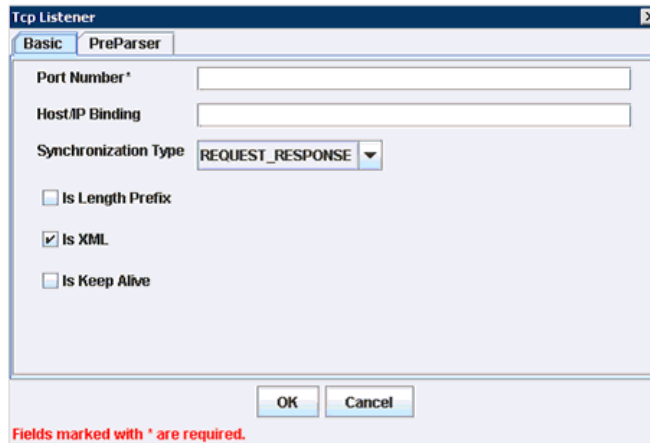 Tcp Listener
Basic PreParser
Port Number*
Host/IP Binding
Synchronization Type REQUEST_RESPONSE
Is Length Prefix
Is XML
Is Keep Alive
OK Cancel
Fields marked with * are required.